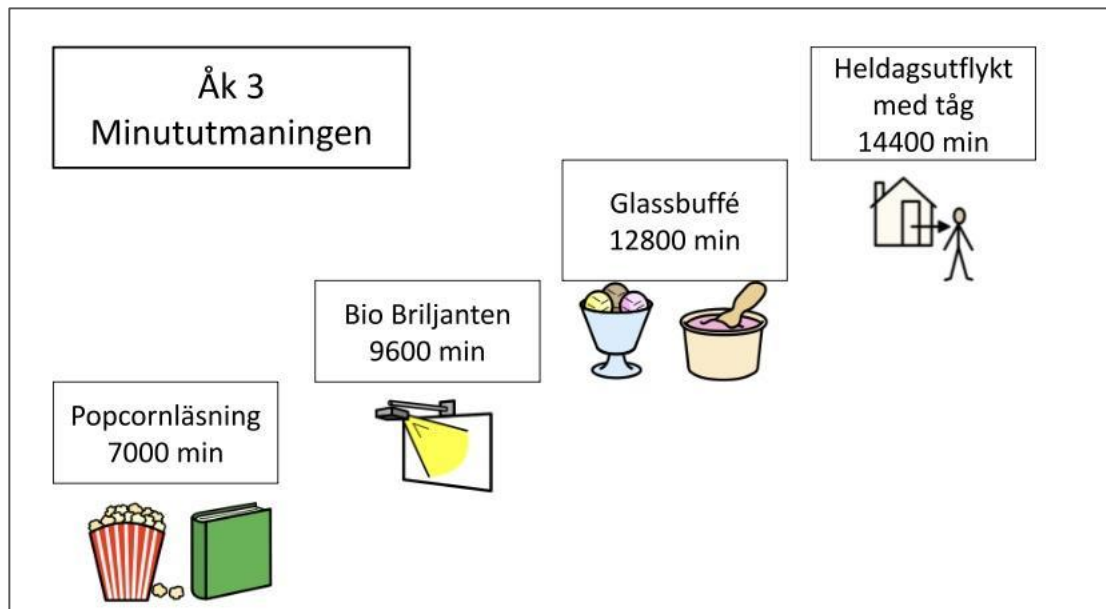 Åk 3
Minututmaningen
Heldagsutflykt
med tåg
14400 min
Glassbuffé
12800 min
Bio Briljanten
9600 min
Popcornläsning
7000 min